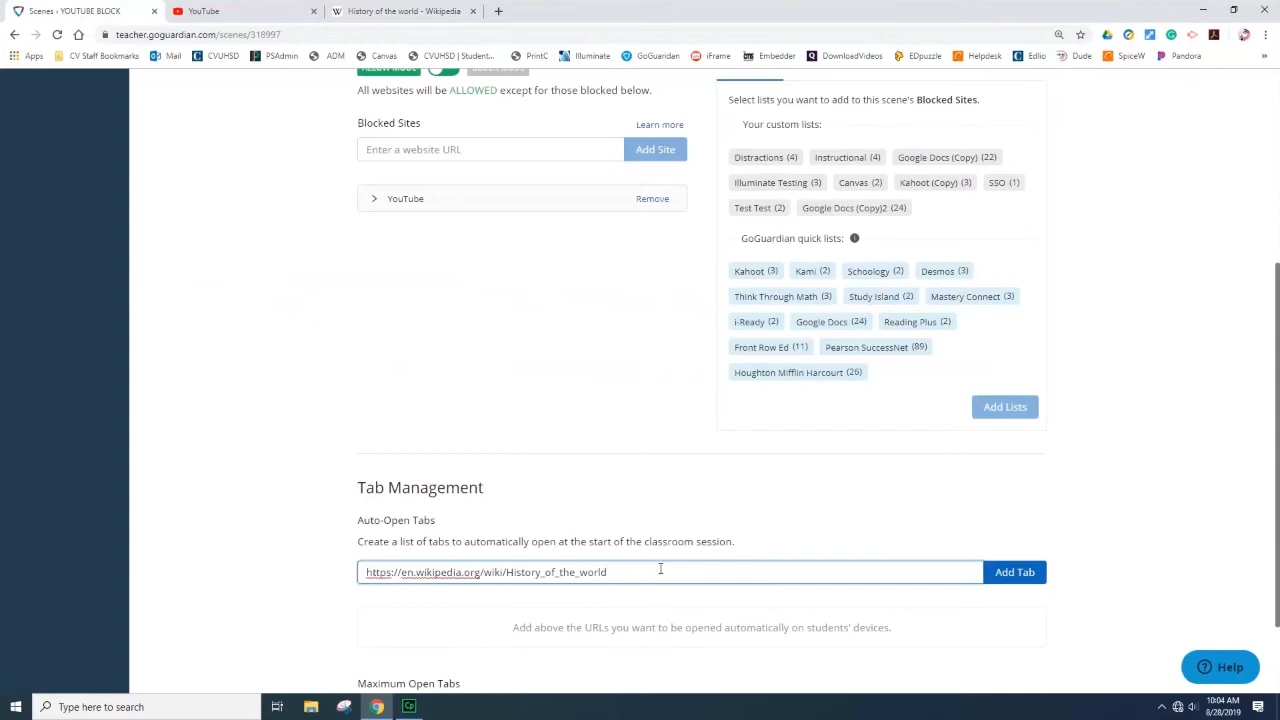 Scenes › YOUTUBE BLOCK
YouTube
History of the world - Wikipedia
teacher.goguardian.com/scenes/318997
Apps
CV Staff Bookmarks
Mail
CVUHSD
PSAdmin
ADM
Canvas
CVUHSD | Student...
PrintC
Illuminate
GoGuardian
iFrame
Embedder
DownloadVideos
EDpuzzle
Helpdesk
Edlio
Dude
SpiceW
Pandora
ALLOW MODE
All websites will be ALLOWED except for those blocked below.
Blocked Sites
Learn more
Enter a website URL
Add Site
YouTube
Remove
Select lists you want to add to this scene's Blocked Sites.
Your custom lists:
Distractions (4)
Instructional (4)
Google Docs (Copy) (22)
Illuminate Testing (3)
Canvas (2)
Kahoot (Copy) (3)
SSO (1)
Test Test (2)
Google Docs (Copy)2 (24)
GoGuardian quick lists:
Kahoot (3)
Kami (2)
Schoology (2)
Desmos (3)
Think Through Math (3)
Study Island (2)
Mastery Connect (3)
i-Ready (2)
Google Docs (24)
Reading Plus (2)
Front Row Ed (11)
Pearson SuccessNet (89)
Houghton Mifflin Harcourt (26)
Add Lists
Tab Management
Auto-Open Tabs
Create a list of tabs to automatically open at the start of the classroom session.
https://en.wikipedia.org/wiki/History_of_the_world
Add Tab
Add above the URLs you want to be opened automatically on students' devices.
Maximum Open Tabs
Help
Type here to search
Cp
10:04 AM
8/28/2019